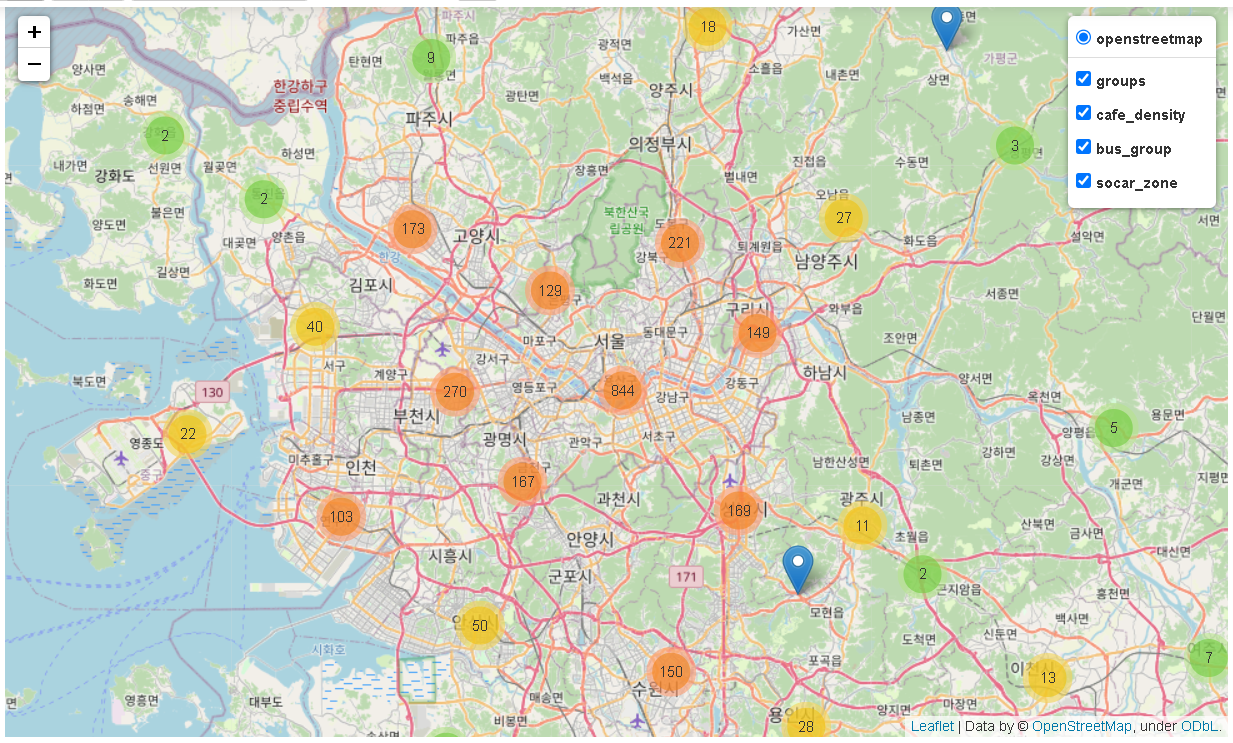 +
−
openstreetmap
groups
cafe_density
bus_group
socar_zone
파주시
파주읍
18
가산면
9
탄현면
광적면
소흘읍
내촌면
상면
가평군
양사면
한강하구
중립수역
백석읍
양주시
송해면
하점면
광탄면
파주시
2
의정부시
3
내가면
선원면
월곶면
하성면
강화도
장흥면
별내면
진접읍
수동면
2
오남읍
양도면
불은면
대곶면
양촌읍
173
고양시
북한산국
립공원
221
27
서면
퇴계원읍
화도읍
설악면
강북구
한강
길상면
화도면
김포시
남양주시
129
서종면
40
구리시
와부읍
단월면
149
서울
동대문구
마포구
조안면
서구
강서구
계양구
북도면
130
270
영등포구
844
강남구
강동구
하남시
양서면
옥천면
부천시
남종면
용문면
22
영종도
중구
광명시
관악구
서초구
양평읍
5
강하면
강상면
미추홀구
인천
남한산성면
퇴촌면
지평면
167
개군면
103
과천시
169
광주시
11
초월읍
산북면
금사면
안양시
시흥시
대신면
군포시
171
2
곤지암읍
흥천면
모현읍
백사면
50
시화호
도척면
신둔면
7
150
수원시
포곡읍
이천시
13
영흥면
대부도
매송면
비봉면
용인시
28
양지면
마장면
Leaflet | Data by © OpenStreetMap, under ODbL.